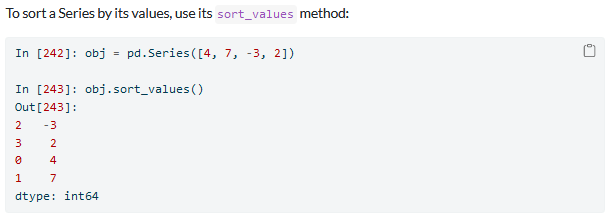 To sort a Series by its values, use its sort_values method:
In [242]: obj = pd.Series([4, 7, -3, 2])
In [243]: obj.sort_values()
Out[243]:
2   -3
3    2
0    4
1    7
dtype: int64